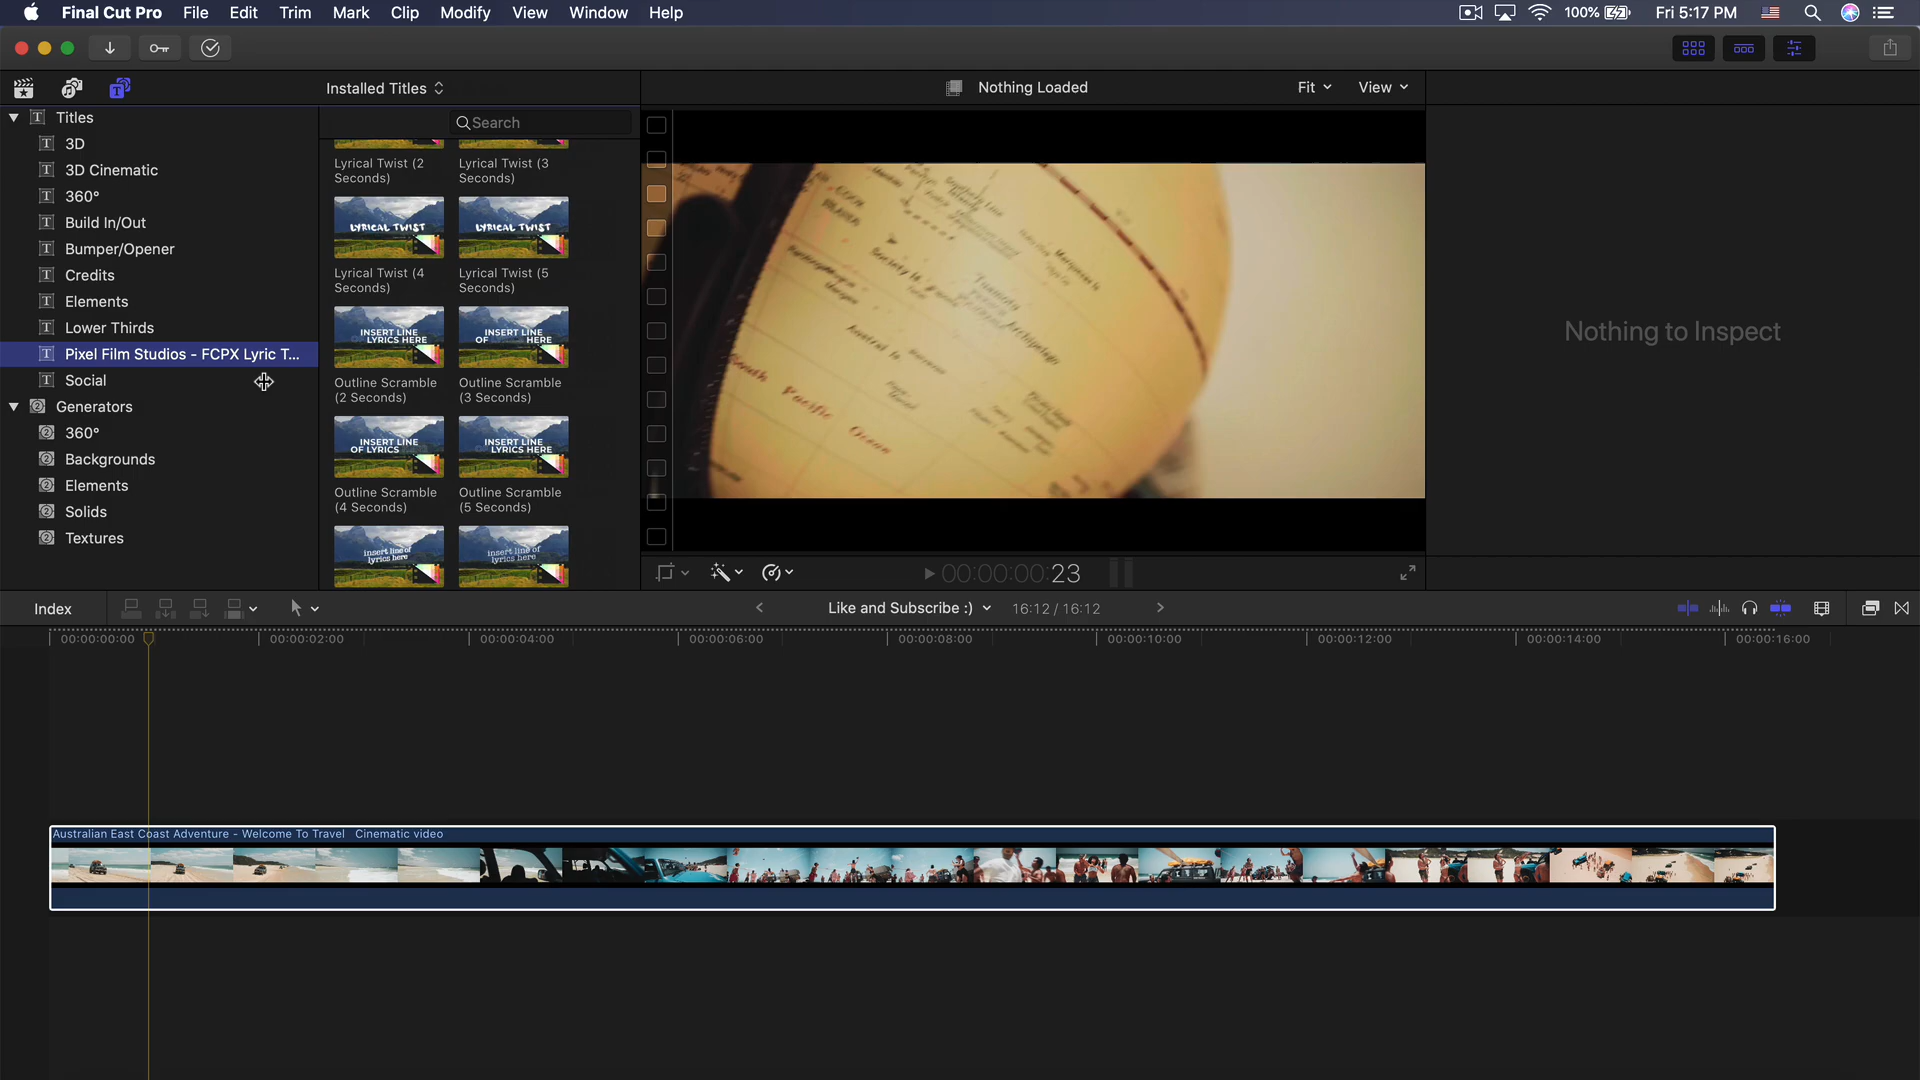 Final Cut Pro File Edit Trim Mark Clip Modify View Window Help
100% Fri 5:17 PM
Installed Titles
Nothing Loaded
Fit
View
Titles
3D
3D Cinematic
360°
Build In/Out
Bumper/Opener
Credits
Elements
Lower Thirds
Pixel Film Studios - FCPX Lyric T...
Social
Generators
360°
Backgrounds
Elements
Solids
Textures
Search
Lyrical Twist (2
Seconds)
Lyrical Twist (3
Seconds)
LYRICAL TWIST
LYRICAL TWIST
Lyrical Twist (4
Seconds)
Lyrical Twist (5
Seconds)
INSERT LINE
LYRICS HERE
INSERT LINE
OF LYRICS HERE
Outline Scramble
(2 Seconds)
Outline Scramble
(3 Seconds)
INSERT LINE
OF LYRICS
INSERT LINE
LYRICS HERE
Outline Scramble
(4 Seconds)
Outline Scramble
(5 Seconds)
insert line of
lyrics here
insert line of
lyrics here
South Pacific Ocean
Nothing to Inspect
00:00:00:23
Index
Like and Subscribe :)
16:12 / 16:12
00:00:00:00
00:00:02:00
00:00:04:00
00:00:06:00
00:00:08:00
00:00:10:00
00:00:12:00
00:00:14:00
00:00:16:00
Australian East Coast Adventure - Welcome To Travel Cinematic video